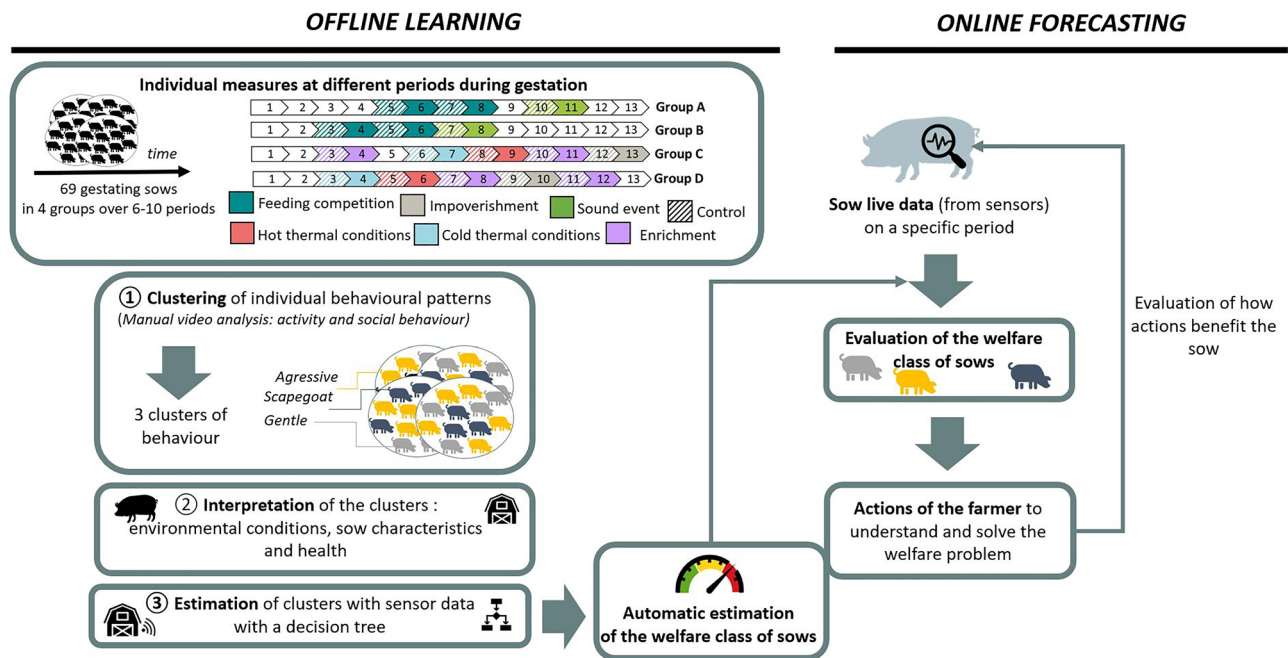 OFFLINE LEARNING
ONLINE FORECASTING
Individual measures at different periods during gestation
1 2 3 4 5 6 7 8 9 10 11 12 13 Group A
1 2 3 4 5 6 7 8 9 10 11 12 13 Group B
1 2 3 4 5 6 7 8 9 10 11 12 13 Group C
1 2 3 4 5 6 7 8 9 10 11 12 13 Group D
time
69 gestating sows
in 4 groups over 6-10 periods
Feeding competition
Impoverishment
Sound event
Control
Hot thermal conditions
Cold thermal conditions
Enrichment
① Clustering of individual behavioural patterns
(Manual video analysis: activity and social behaviour)
3 clusters of
behaviour
Agressive
Scapegoat
Gentle
② Interpretation of the clusters :
environmental conditions, sow characteristics
and health
③ Estimation of clusters with sensor data
with a decision tree
Automatic estimation
of the welfare class of sows
Sow live data (from sensors)
on a specific period
Evaluation of the welfare
class of sows
Actions of the farmer to
understand and solve the
welfare problem
Evaluation of how
actions benefit the
sow